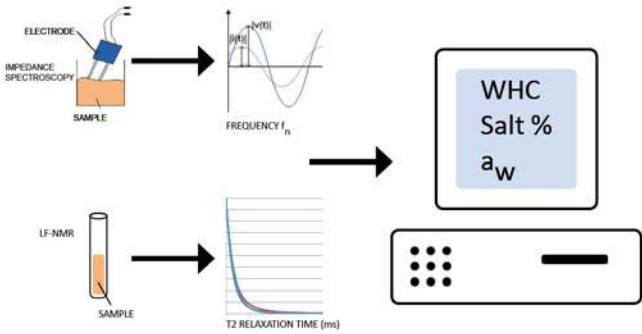 ELECTRODE
IMPEDANCE
SPECTROSCOPY
SAMPLE
|v(t)|
|i(t)|
FREQUENCY fn
WHC
Salt %
aw
LF-NMR
SAMPLE
T2 RELAXATION TIME (ms)